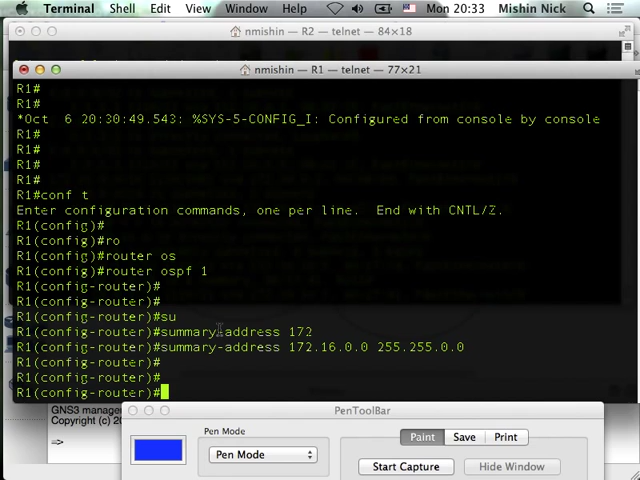 Terminal Shell Edit View Window Help Mon 20:33 Mishin Nick
nmishin — R2 — telnet — 84×18
nmishin — R1 — telnet — 77×21
R1#
R1#
*Oct  6 20:30:49.543: %SYS-5-CONFIG_I: Configured from console by console
R1#
R1#
R1#
R1#
R1#conf t
Enter configuration commands, one per line.  End with CNTL/Z.
R1(config)#
R1(config)#ro
R1(config)#router os
R1(config)#router ospf 1
R1(config-router)#
R1(config-router)#
R1(config-router)#su
R1(config-router)#summary-address 172
R1(config-router)#summary-address 172.16.0.0 255.255.0.0
R1(config-router)#
R1(config-router)#
R1(config-router)#
GNS3 manage
Copyright (c) 20
=>
PenToolBar
Pen Mode
Pen Mode
Paint Save Print
Start Capture Hide Window